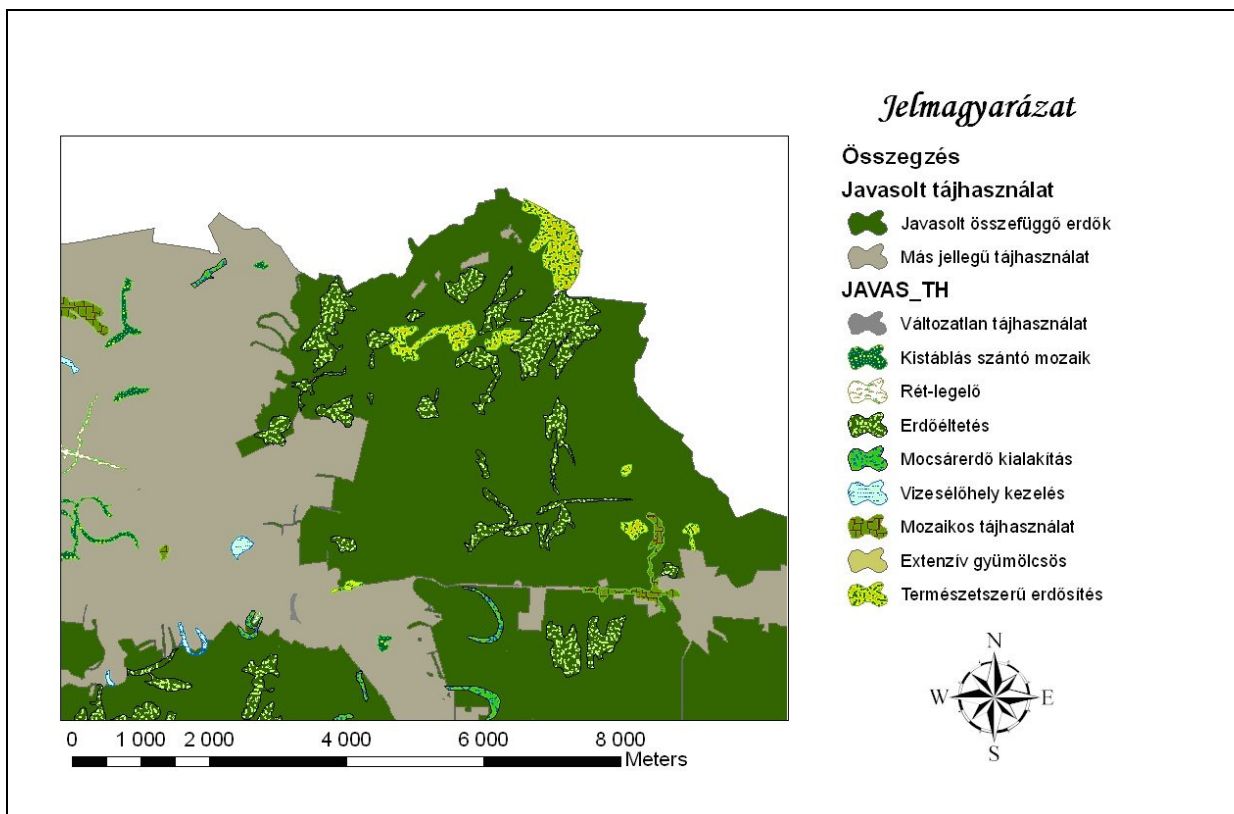 Jelmagyarázat
Összegzés
Javasolt tájhasználat
Javasolt összefüggő erdők
Más jellegű tájhasználat
JAVAS_TH
Változatlan tájhasználat
Kistáblás szántó mozaik
Rét-legelő
Erdőéltetés
Mocsárerdő kialakítás
Vizesélőhely kezelés
Mozaikos tájhasználat
Extenzív gyümölcsös
Természetszerű erdősítés
N
W E
S
0 1 000 2 000 4 000 6 000 8 000
Meters